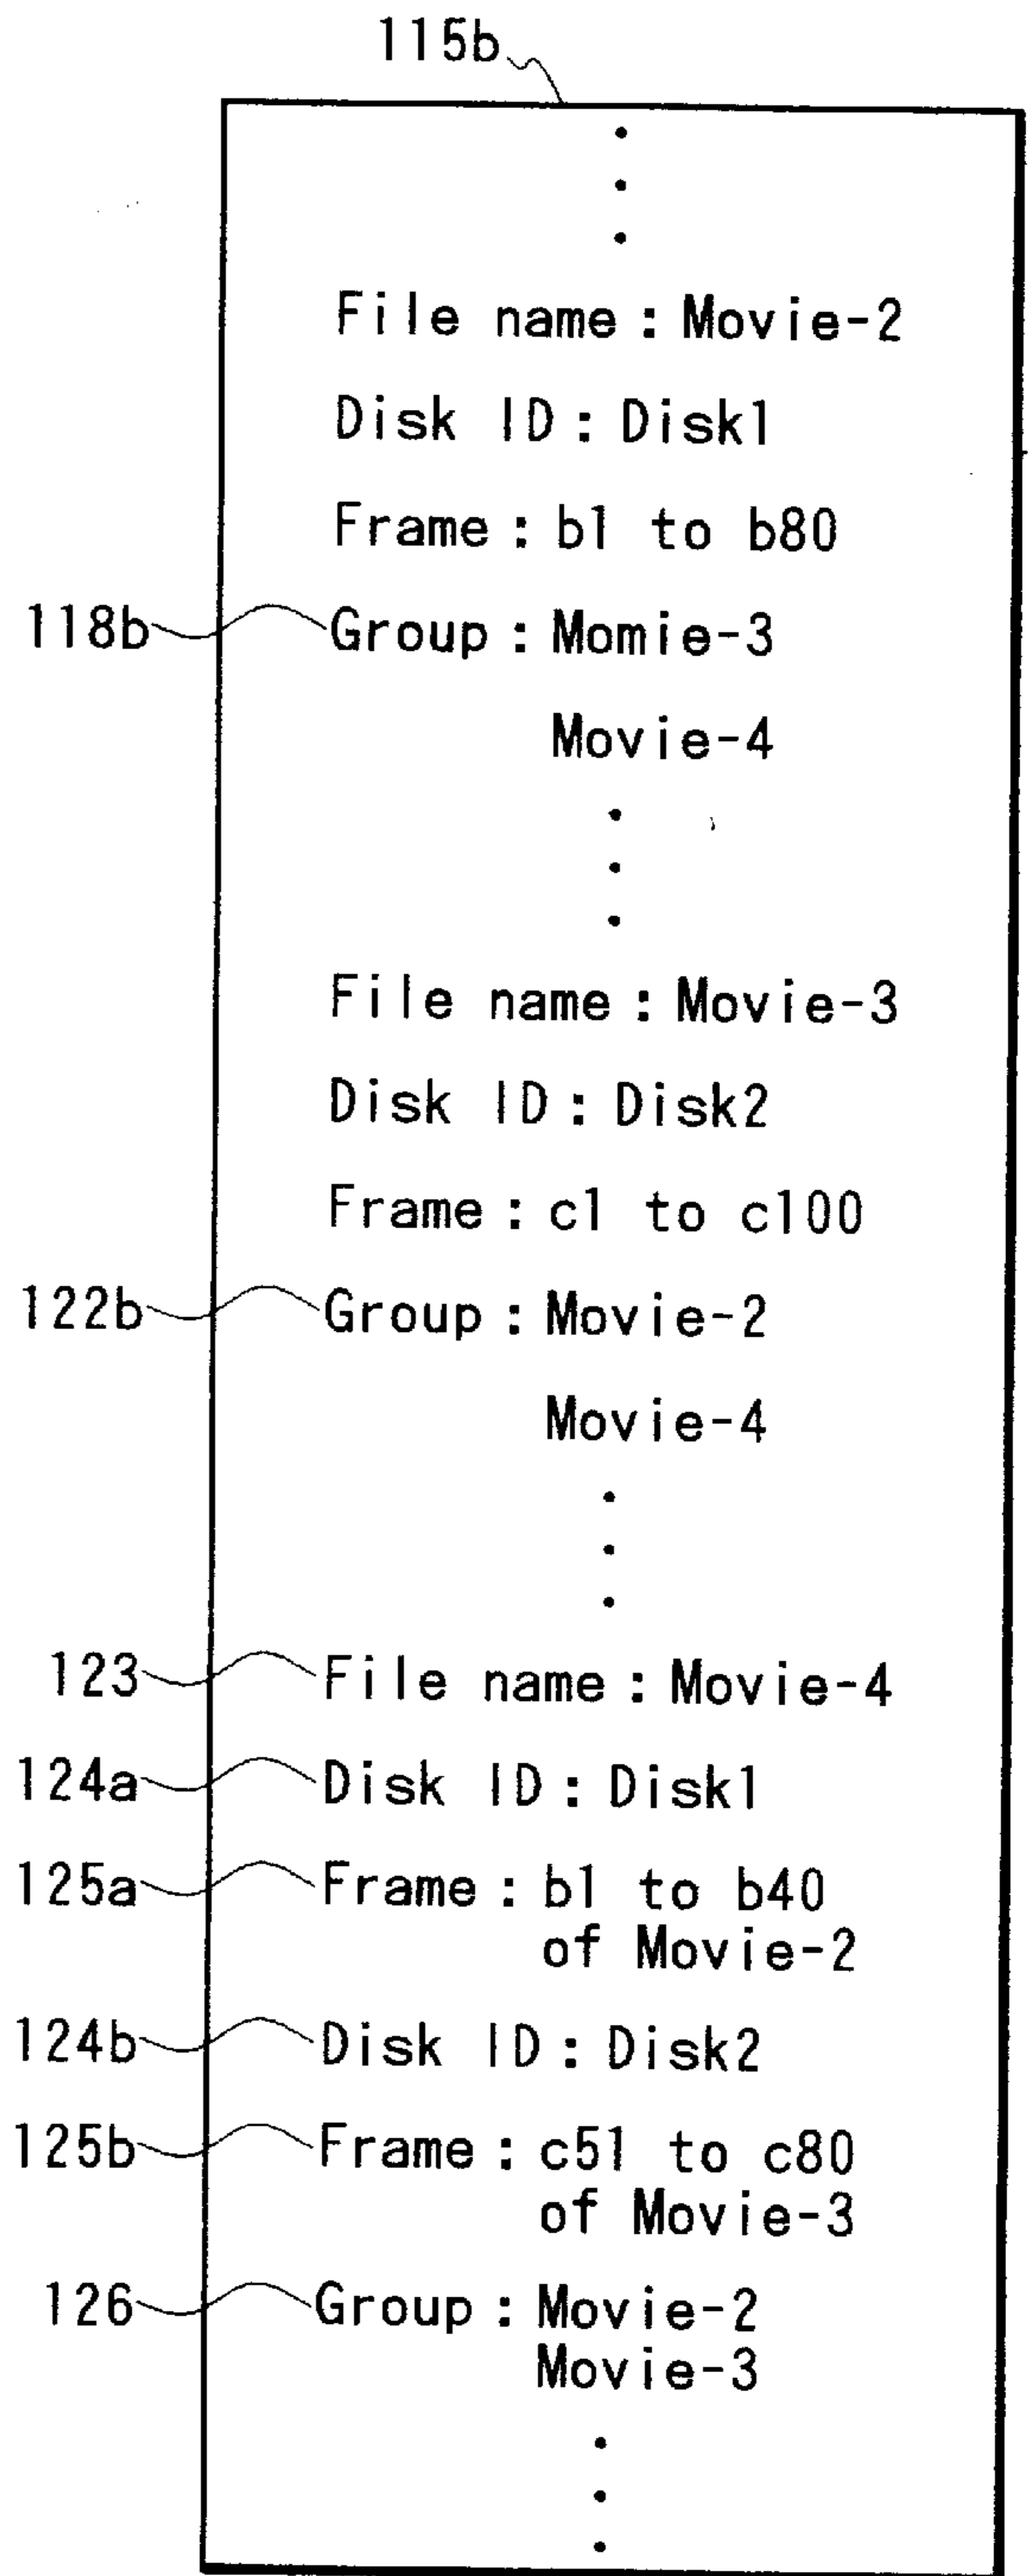 115b
File name : Movie-2
Disk ID : Disk1
Frame : b1 to b80
118b Group : Momie-3
Movie-4
File name : Movie-3
Disk ID : Disk2
Frame : c1 to c100
122b Group : Movie-2
Movie-4
123 File name : Movie-4
124a Disk ID : Disk1
125a Frame : b1 to b40
of Movie-2
124b Disk ID : Disk2
125b Frame : c51 to c80
of Movie-3
126 Group : Movie-2
Movie-3